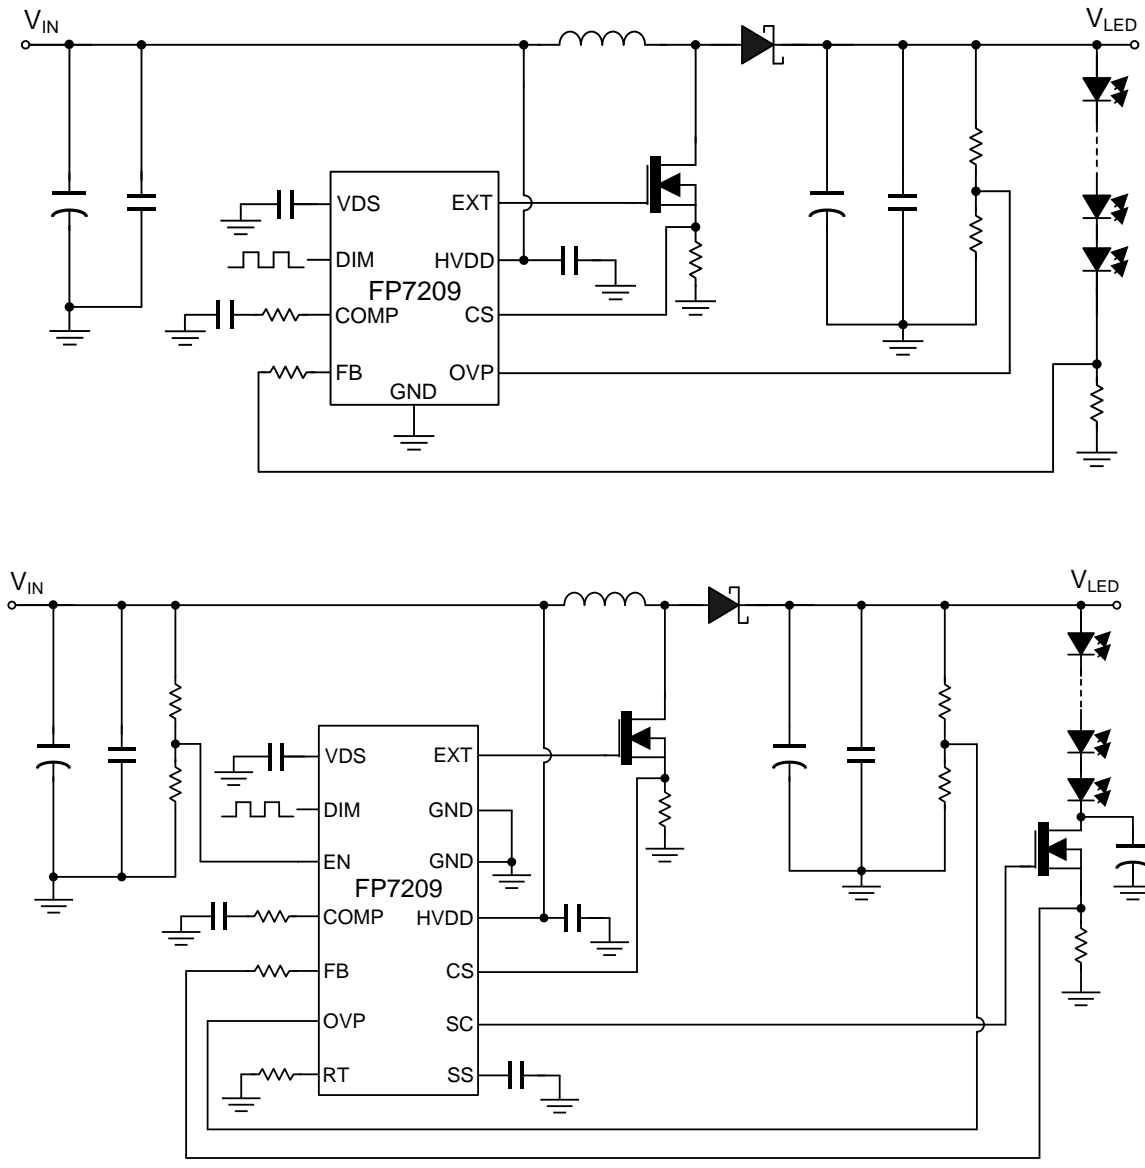 VIN
VLED
VDS
EXT
DIM
HVDD
FP7209
COMP
CS
FB
OVP
GND
VIN
VLED
VDS
EXT
DIM
GND
EN
GND
FP7209
COMP
HVDD
FB
CS
OVP
SC
RT
SS